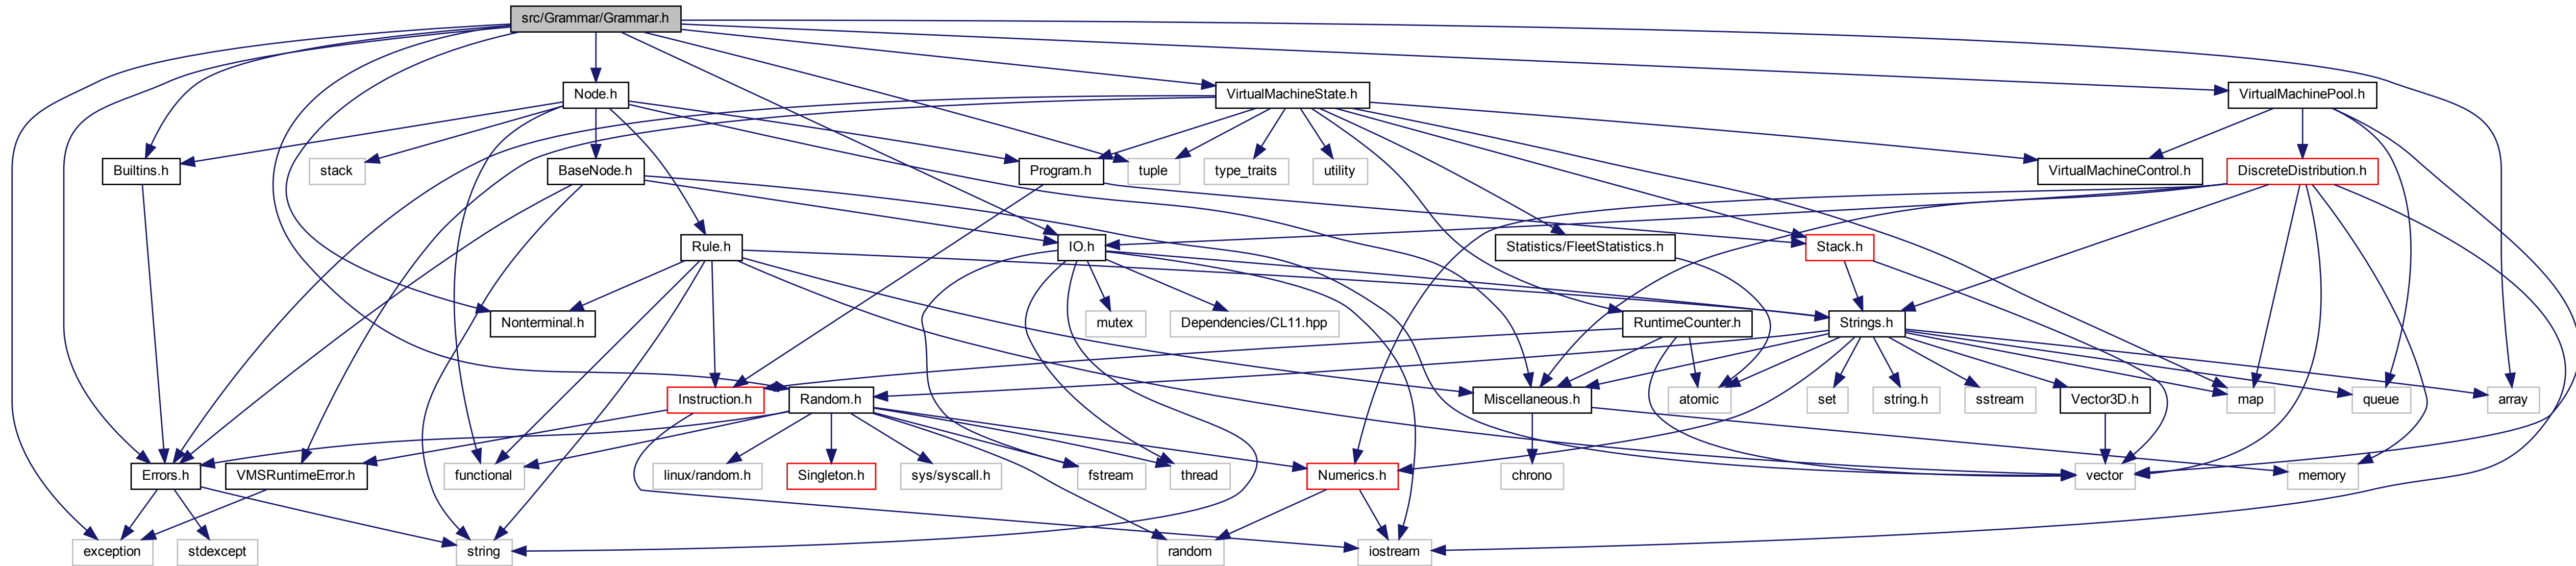 src/Grammar/Grammar.h
Node.h
VirtualMachineState.h
VirtualMachinePool.h
Builtins.h
stack
BaseNode.h
Program.h
tuple
type_traits
utility
VirtualMachineControl.h
DiscreteDistribution.h
Rule.h
IO.h
Statistics/FleetStatistics.h
Stack.h
Nonterminal.h
mutex
Dependencies/CL11.hpp
RuntimeCounter.h
Strings.h
Instruction.h
Random.h
Miscellaneous.h
atomic
set
string.h
sstream
Vector3D.h
map
queue
array
Errors.h
VMSRuntimeError.h
functional
linux/random.h
Singleton.h
sys/syscall.h
fstream
thread
Numerics.h
chrono
vector
memory
exception
stdexcept
string
random
iostream